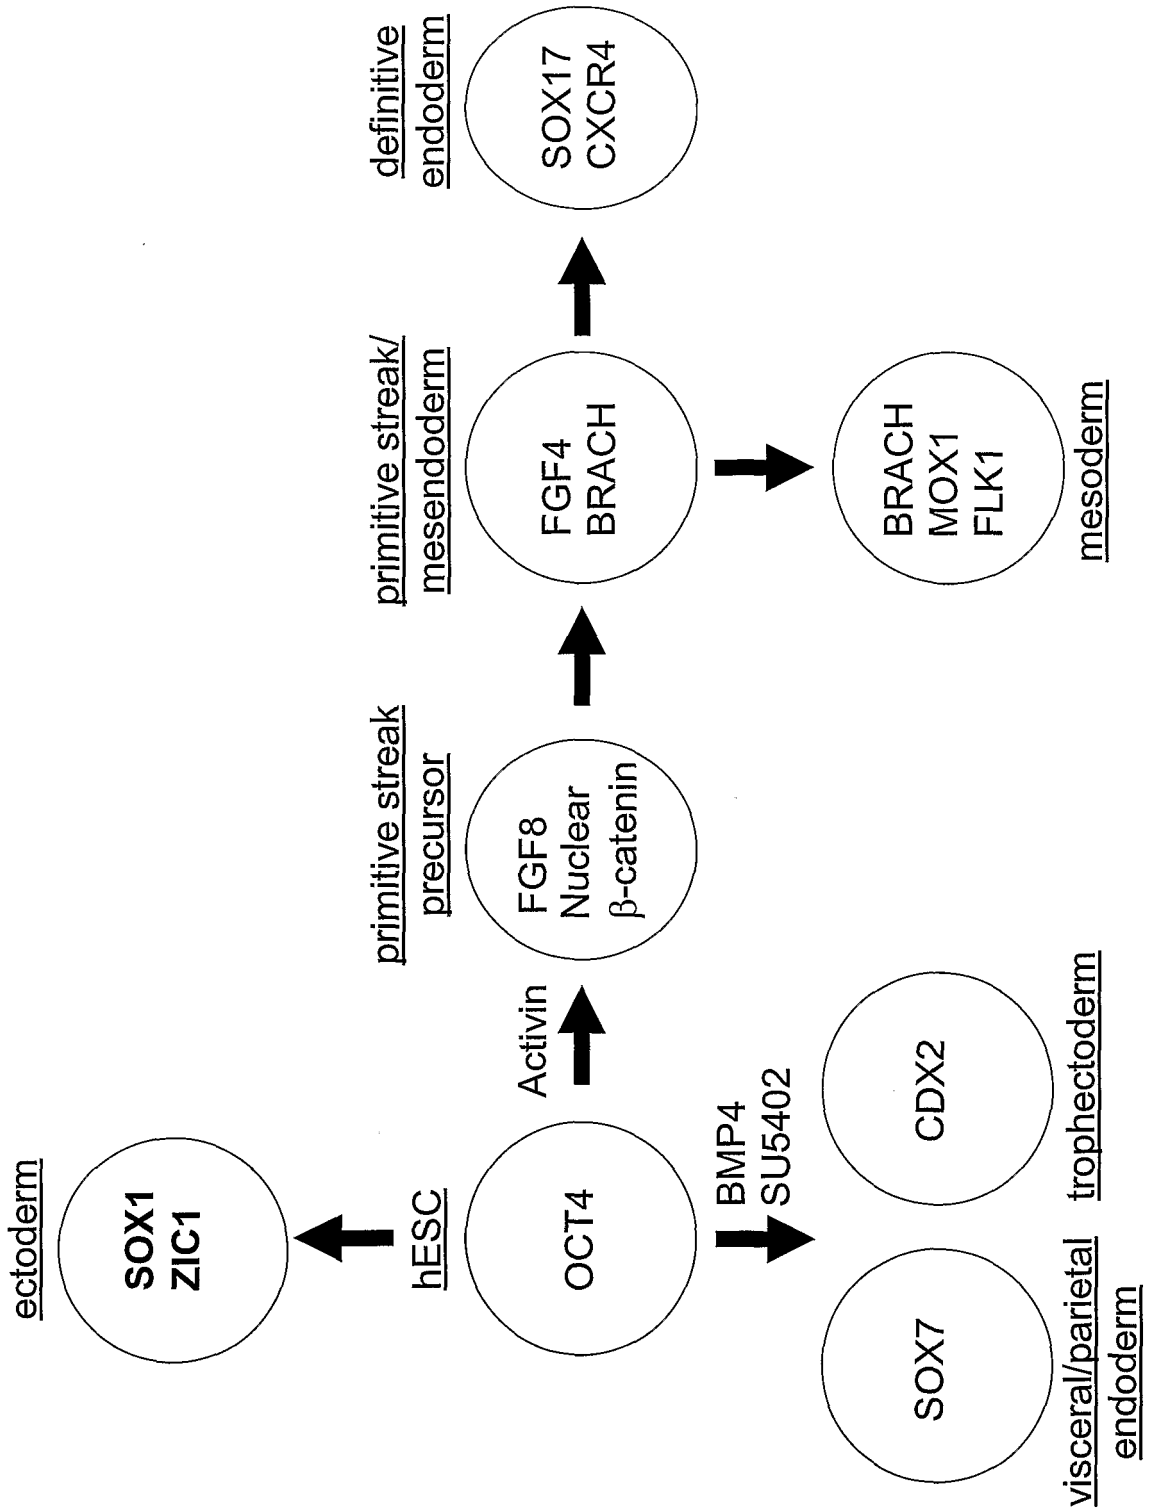 ectoderm
SOX1
ZIC1
hESC
OCT4
Activin
primitive streak
precursor
FGF8
Nuclear
β-catenin
primitive streak/
mesendoderm
FGF4
BRACH
definitive
endoderm
SOX17
CXCR4
BMP4
SU5402
SOX7
visceral/parietal
endoderm
CDX2
trophectoderm
BRACH
MOX1
FLK1
mesoderm